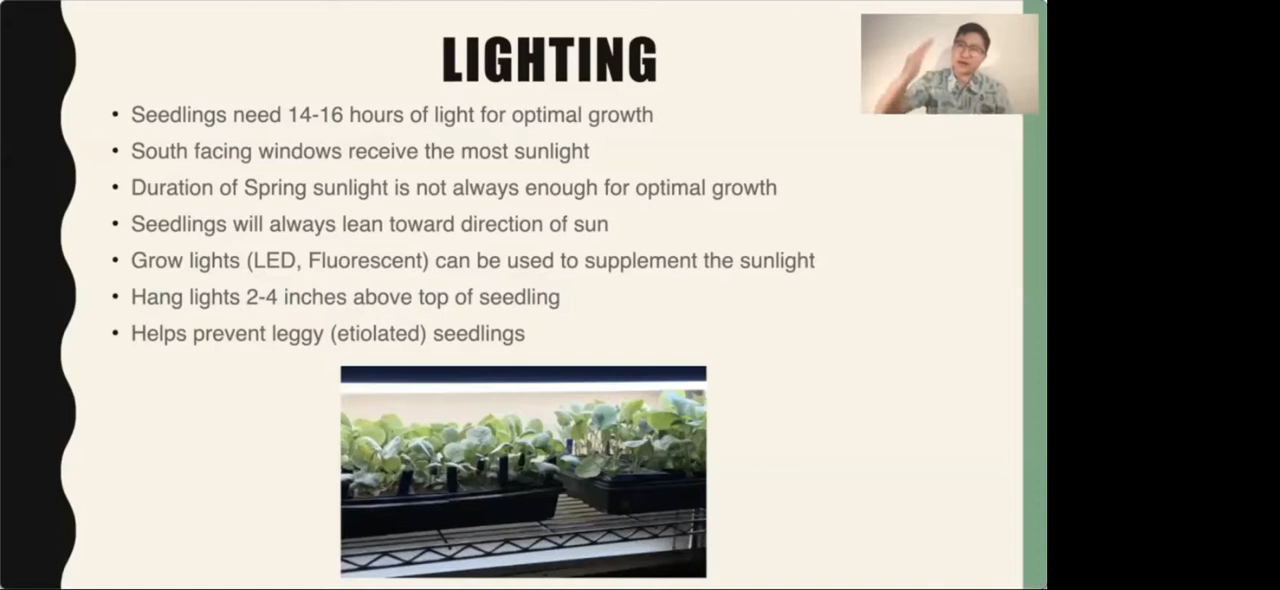 LIGHTING
• Seedlings need 14-16 hours of light for optimal growth
• South facing windows receive the most sunlight
• Duration of Spring sunlight is not always enough for optimal growth
• Seedlings will always lean toward direction of sun
• Grow lights (LED, Fluorescent) can be used to supplement the sunlight
• Hang lights 2-4 inches above top of seedling
• Helps prevent leggy (etiolated) seedlings